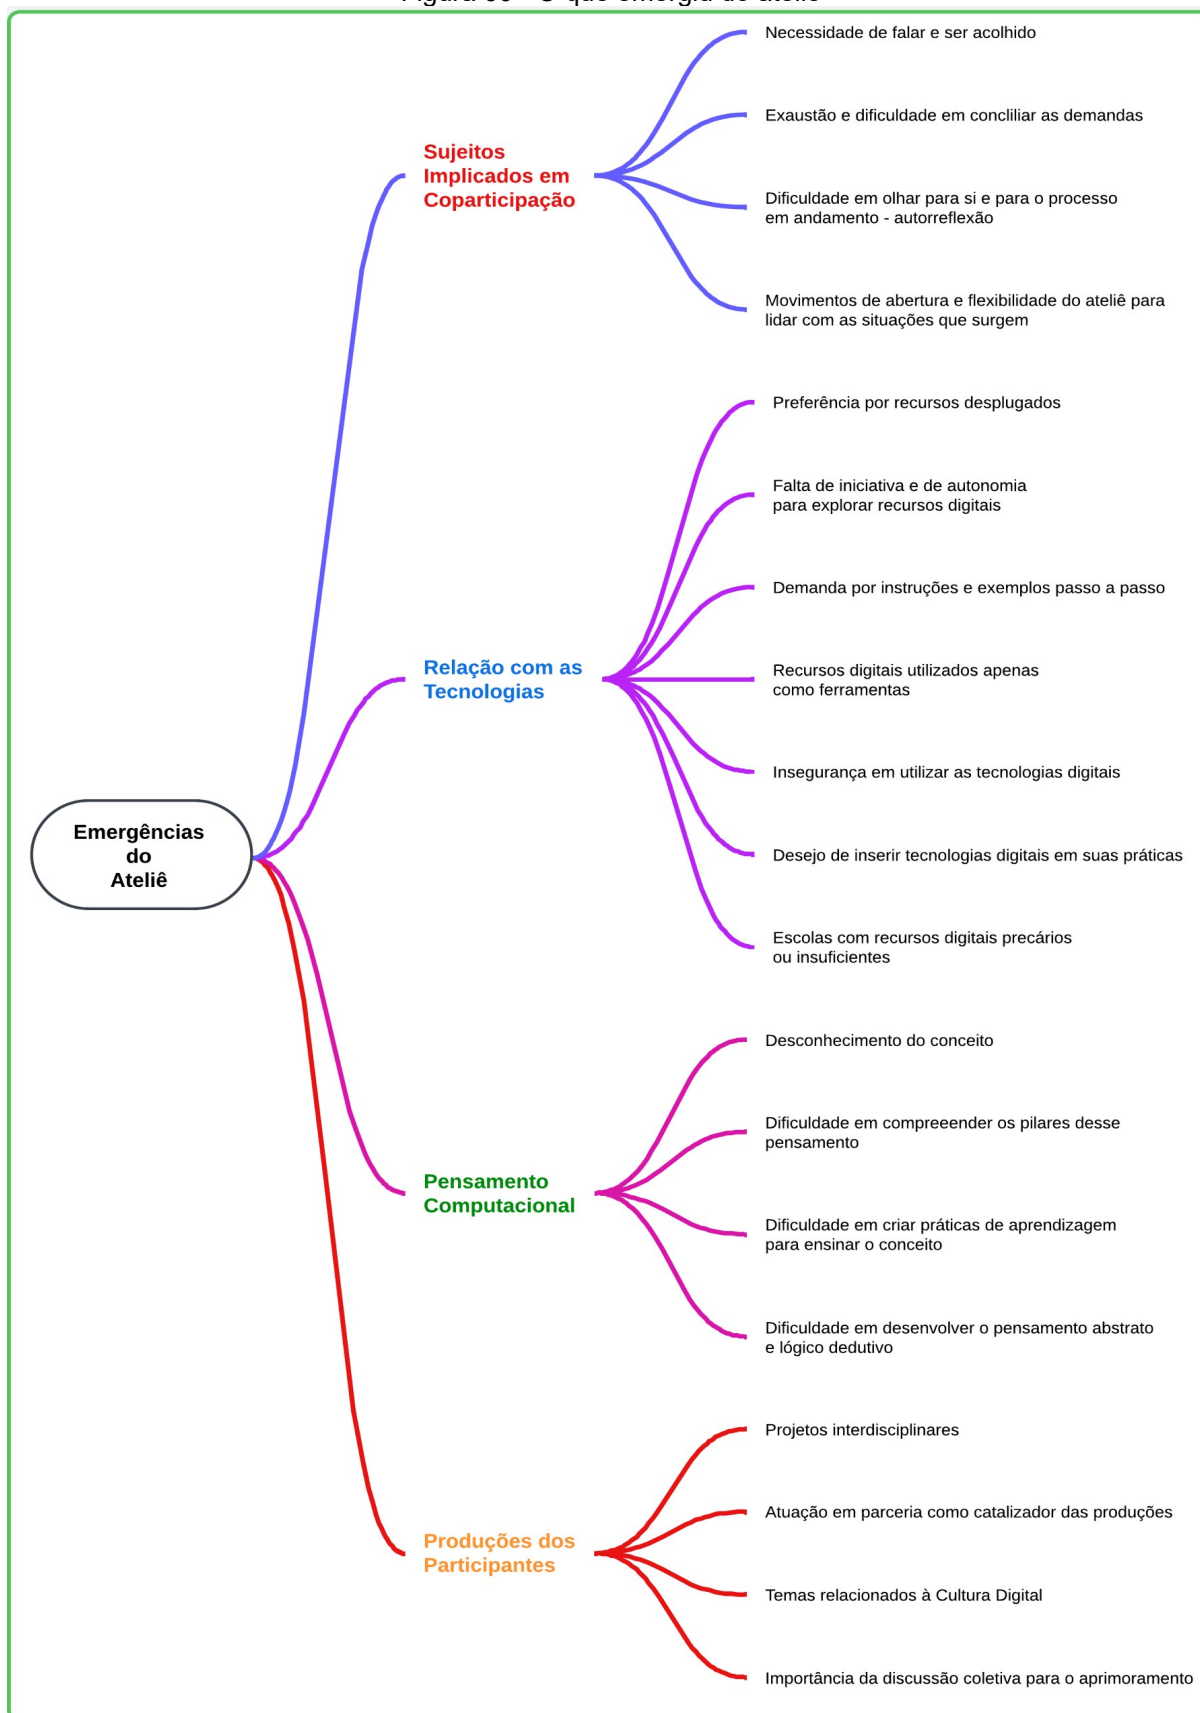 Necessidade de falar e ser acolhido
Exaustão e dificuldade em concliliar as demandas
Sujeitos
Implicados em
Coparticipação
Dificuldade em olhar para si e para o processo
em andamento - autorreflexão
Movimentos de abertura e flexibilidade do ateliê para
lidar com as situações que surgem
Preferência por recursos desplugados
Falta de iniciativa e de autonomia
para explorar recursos digitais
Demanda por instruções e exemplos passo a passo
Relação com as
Tecnologias
Recursos digitais utilizados apenas
como ferramentas
Insegurança em utilizar as tecnologias digitais
Emergências
do
Ateliê
Desejo de inserir tecnologias digitais em suas práticas
Escolas com recursos digitais precários
ou insuficientes
Desconhecimento do conceito
Dificuldade em compreeender os pilares desse
pensamento
Pensamento
Computacional
Dificuldade em criar práticas de aprendizagem
para ensinar o conceito
Dificuldade em desenvolver o pensamento abstrato
e lógico dedutivo
Projetos interdisciplinares
Atuação em parceria como catalizador das produções
Produções dos
Participantes
Temas relacionados à Cultura Digital
Importância da discussão coletiva para o aprimoramento